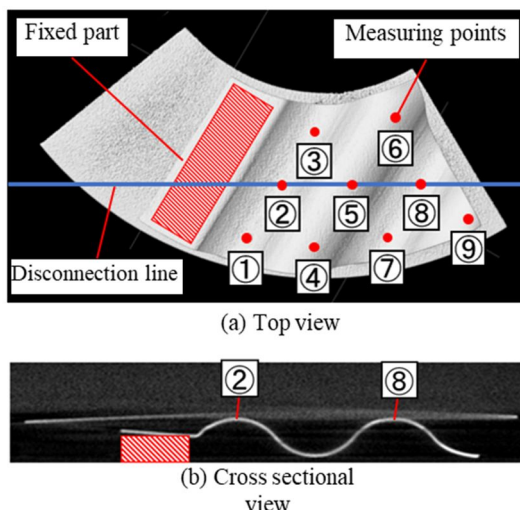 Fixed part
Measuring points
③
⑥
②
⑤
⑧
⑨
①
④
⑦
Disconnection line
(a) Top view
②
⑧
(b) Cross sectional
view